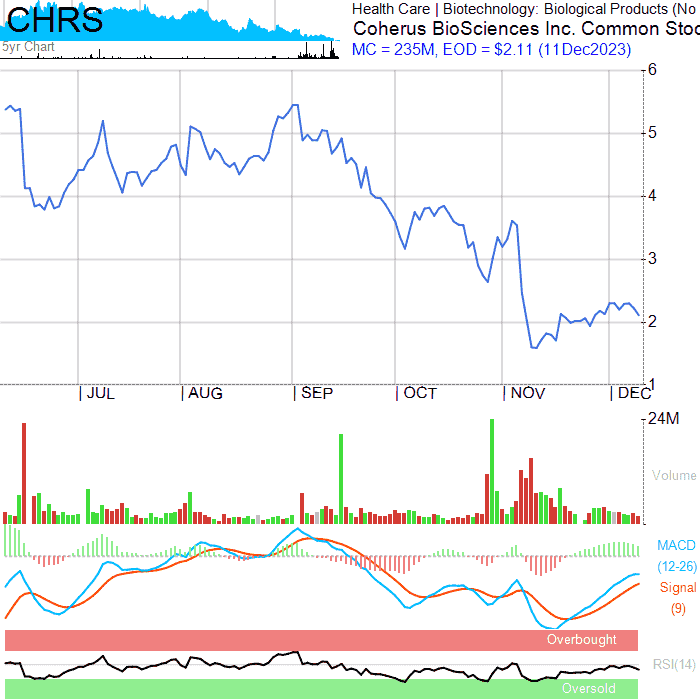 CHRS
5yr Chart
Health Care | Biotechnology: Biological Products (No
Coherus BioSciences Inc. Common Stoc
MC = 235M, EOD = $2.11 (11Dec2023)
6
5
4
3
2
1
JUL AUG SEP OCT NOV DEC
24M
Volume
MACD
(12-26)
Signal
(9)
Overbought
RSI(14)
Oversold